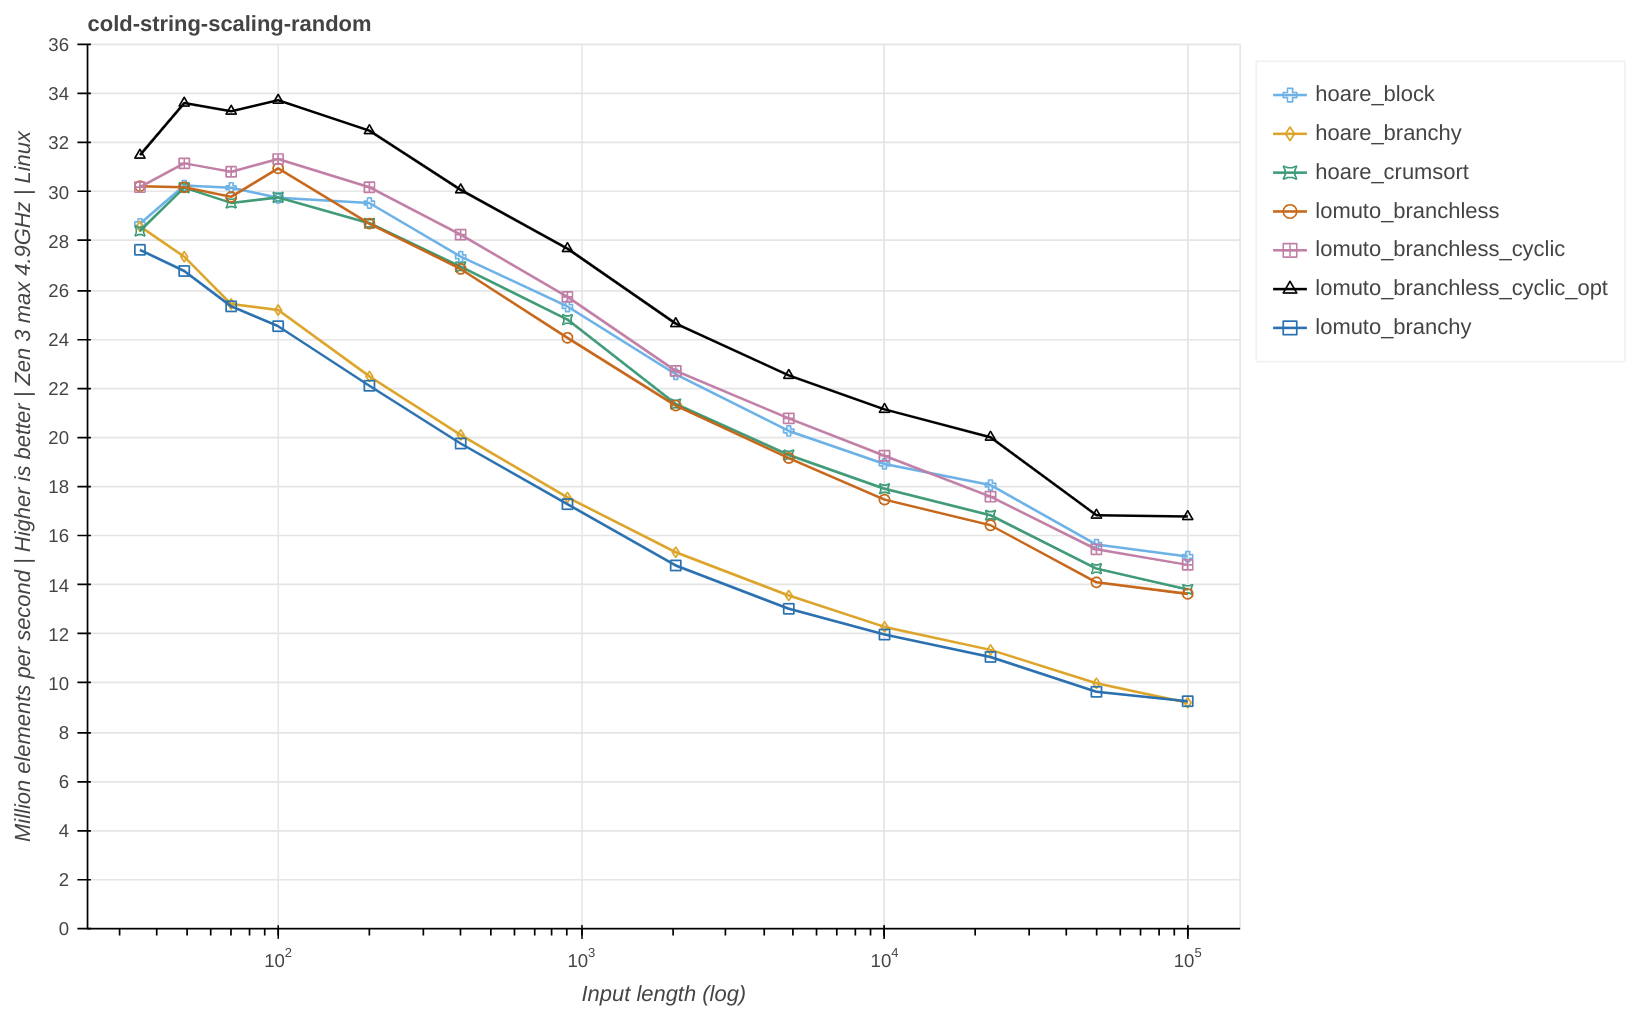 cold-string-scaling-random
Million elements per second | Higher is better | Zen 3 max 4.9GHz | Linux
36
34
32
30
28
26
24
22
20
18
16
14
12
10
8
6
4
2
0
10² 10³ 10⁴ 10⁵
Input length (log)
hoare_block
hoare_branchy
hoare_crumsort
lomuto_branchless
lomuto_branchless_cyclic
lomuto_branchless_cyclic_opt
lomuto_branchy